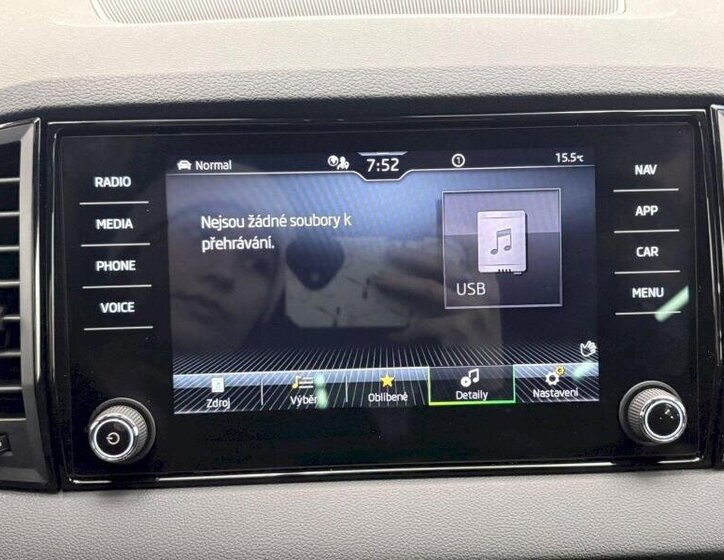 Normal
7:52
1
15.5°C
RADIO
MEDIA
PHONE
VOICE
NAV
APP
CAR
MENU
Nejsou žádné soubory k
přehrávání.
USB
Zdroj
Výběr
Oblíbené
Detaily
Nastavení